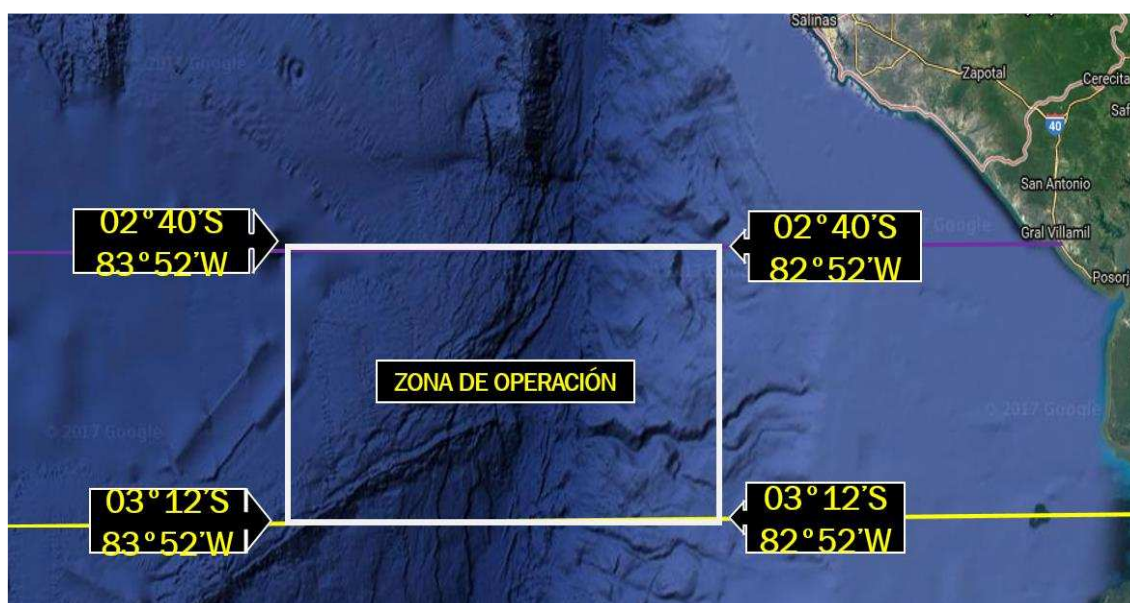 Salinas
Zapotal
Cerecita
Saf
40
San Antonio
Gral Villamil
Posorj
02°40'S
83°52'W
02°40'S
82°52'W
ZONA DE OPERACIÓN
© 2017 Google
© 2017 Google
03°12'S
83°52'W
03°12'S
82°52'W